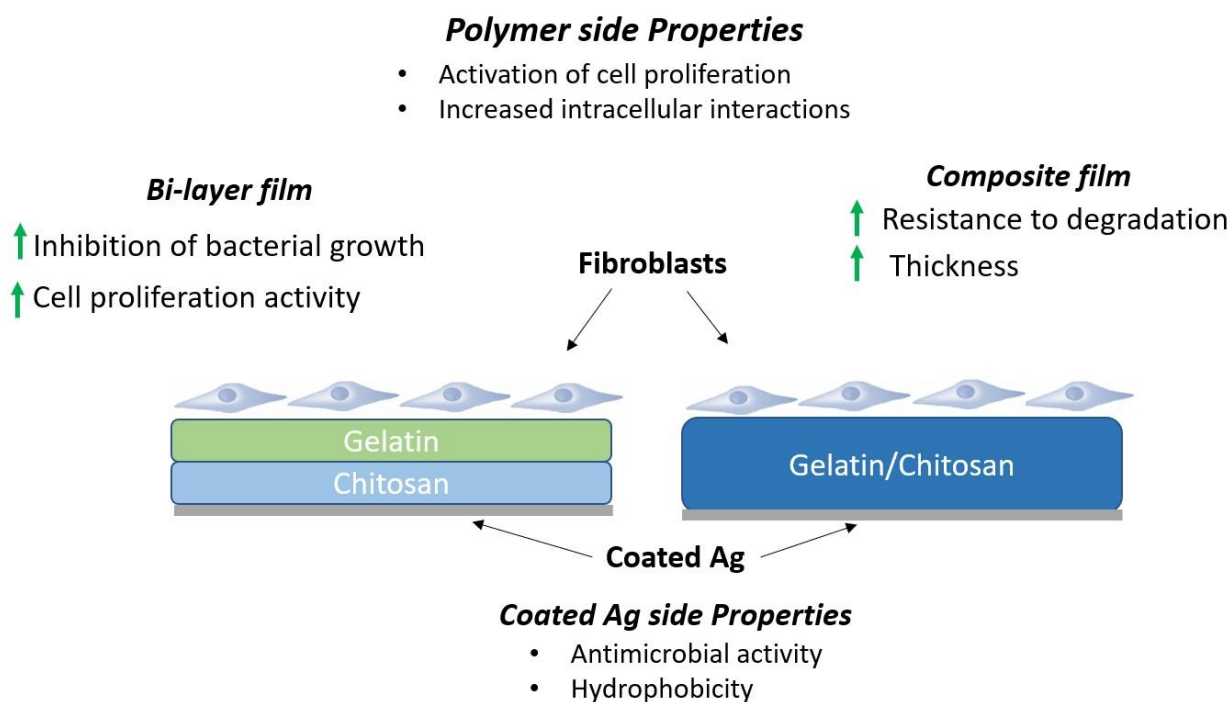 Polymer side Properties
• Activation of cell proliferation
• Increased intracellular interactions
Bi-layer film
Inhibition of bacterial growth
Cell proliferation activity
Composite film
Resistance to degradation
Thickness
Fibroblasts
Gelatin
Chitosan
Gelatin/Chitosan
Coated Ag
Coated Ag side Properties
• Antimicrobial activity
• Hydrophobicity